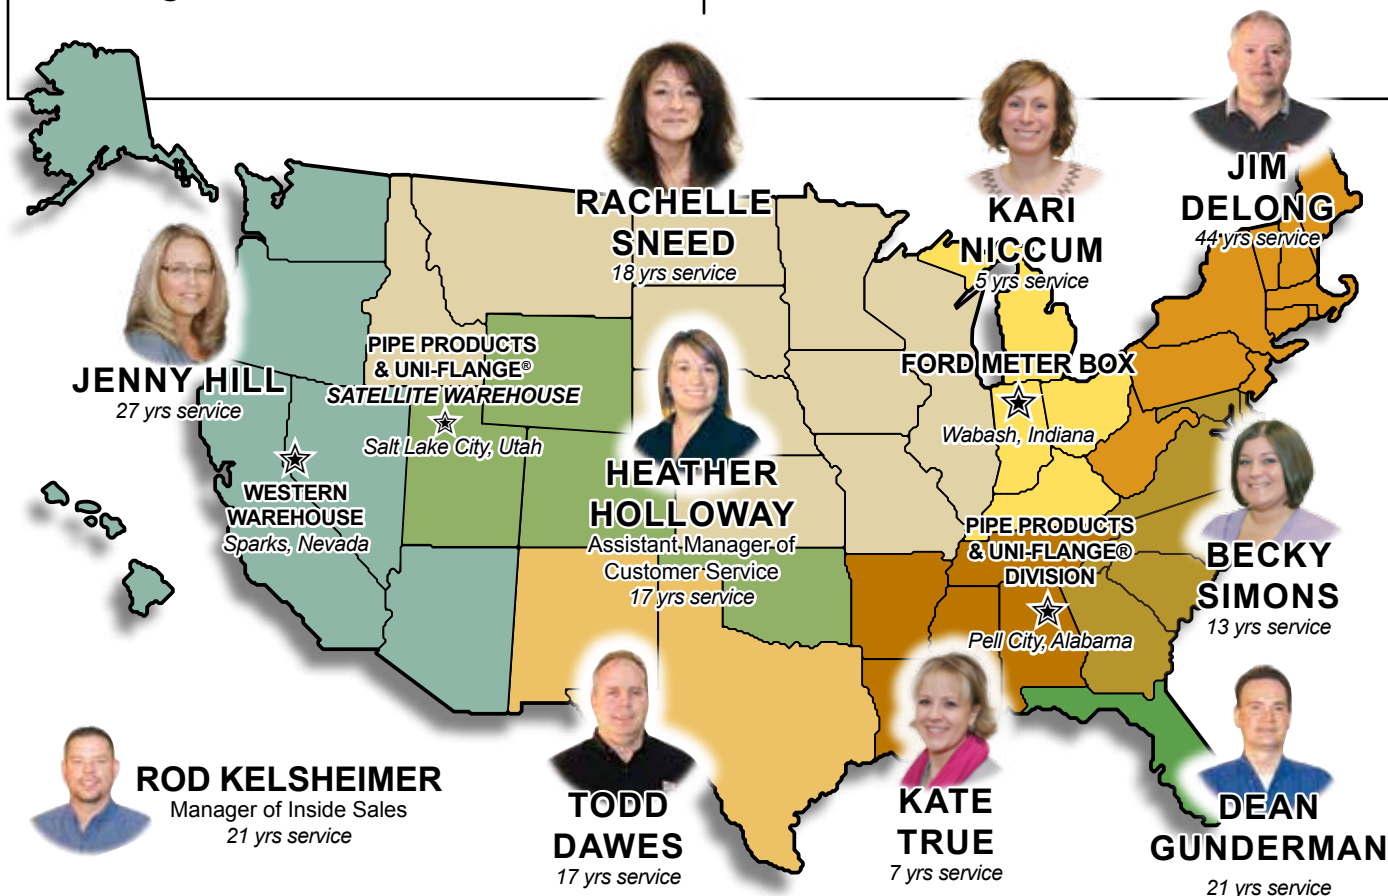 RACHELLE
SNEED
18 yrs service
KARI
NICCUM
5 yrs service
JIM
DELONG
44 yrs service
JENNY HILL
27 yrs service
PIPE PRODUCTS
& UNI-FLANGE®
SATELLITE WAREHOUSE
Salt Lake City, Utah
FORD METER BOX
Wabash, Indiana
WESTERN
WAREHOUSE
Sparks, Nevada
HEATHER
HOLLOWAY
Assistant Manager of
Customer Service
17 yrs service
PIPE PRODUCTS
& UNI-FLANGE®
DIVISION
Pell City, Alabama
BECKY
SIMONS
13 yrs service
ROD KELSHEIMER
Manager of Inside Sales
21 yrs service
TODD
DAWES
17 yrs service
KATE
TRUE
7 yrs service
DEAN
GUNDERMAN
21 yrs service